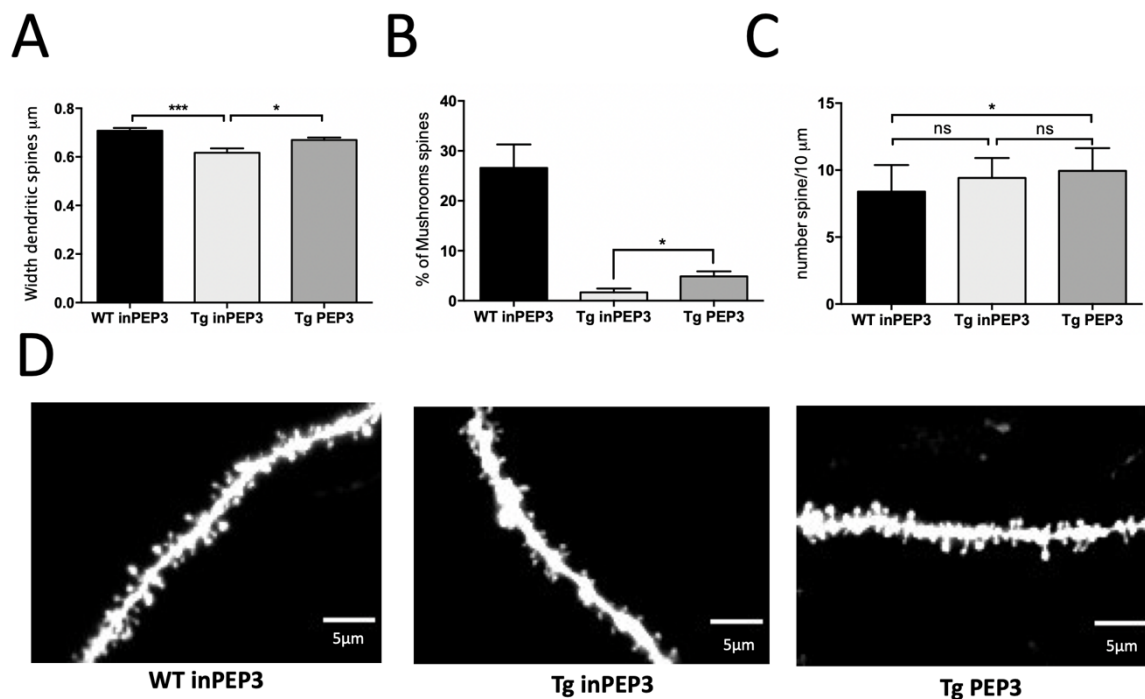 A
B
C
Width dendritic spines μm
0.8
0.6
0.4
0.2
0.0
***
*
WT inPEP3
Tg inPEP3
Tg PEP3
% of Mushrooms spines
40
30
20
10
0
*
WT inPEP3
Tg inPEP3
Tg PEP3
number spine/10 μm
15
10
5
0
*
ns
ns
WT inPEP3
Tg inPEP3
Tg PEP3
D
5μm
5μm
5μm
WT inPEP3
Tg inPEP3
Tg PEP3